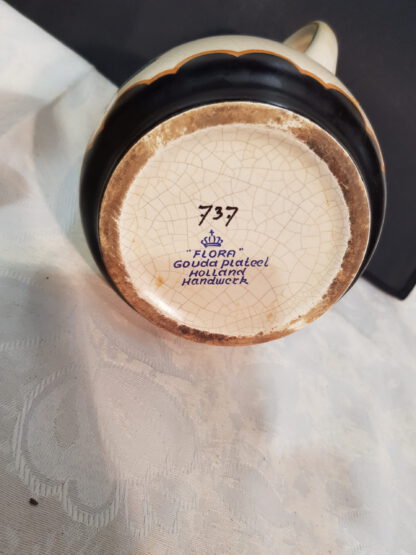 737
"FLORA"
Gouda plateel
Holland
Handwerk